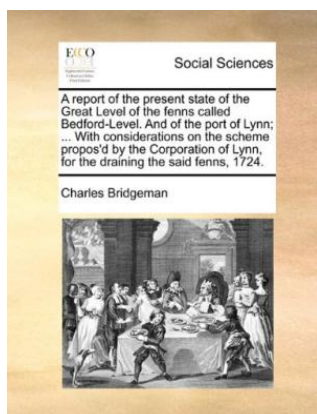 ECCO
Social Sciences
A report of the present state of the
Great Level of the fenns called
Bedford-Level. And of the port of Lynn;
... With considerations on the scheme
propos'd by the Corporation of Lynn,
for the draining the said fenns, 1724.
Charles Bridgeman